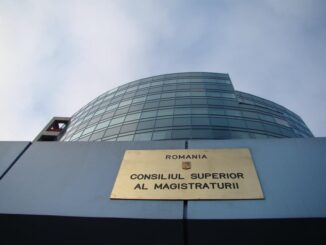 ROMANIA
CONSILIUL SUPERIOR
AL MAGISTRATURII